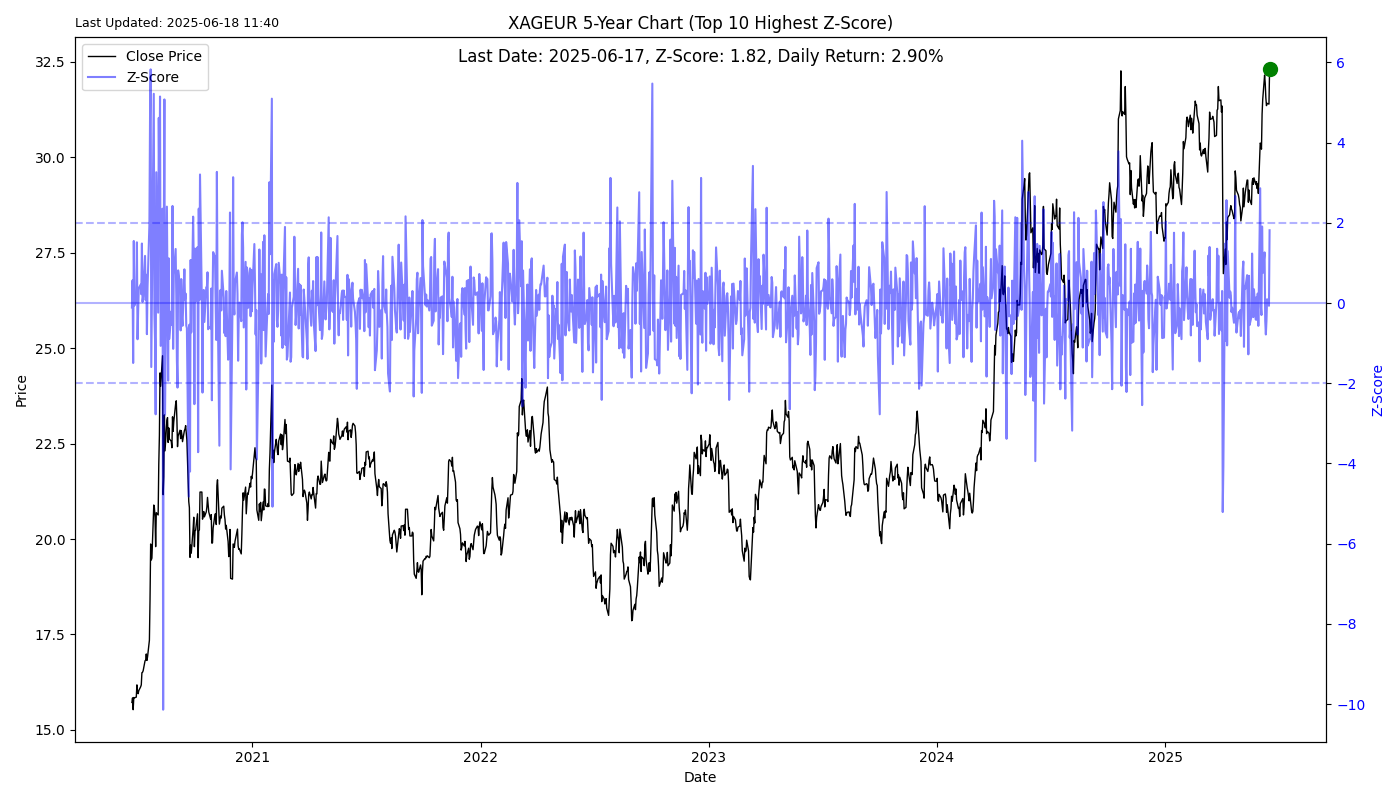 Last Updated: 2025-06-18 11:40
XAGEUR 5-Year Chart (Top 10 Highest Z-Score)
Last Date: 2025-06-17, Z-Score: 1.82, Daily Return: 2.90%
Close Price
Z-Score
32.5
30.0
27.5
25.0
22.5
20.0
17.5
15.0
Price
6
4
2
0
−2
−4
−6
−8
−10
Z-Score
2021
2022
2023
2024
2025
Date